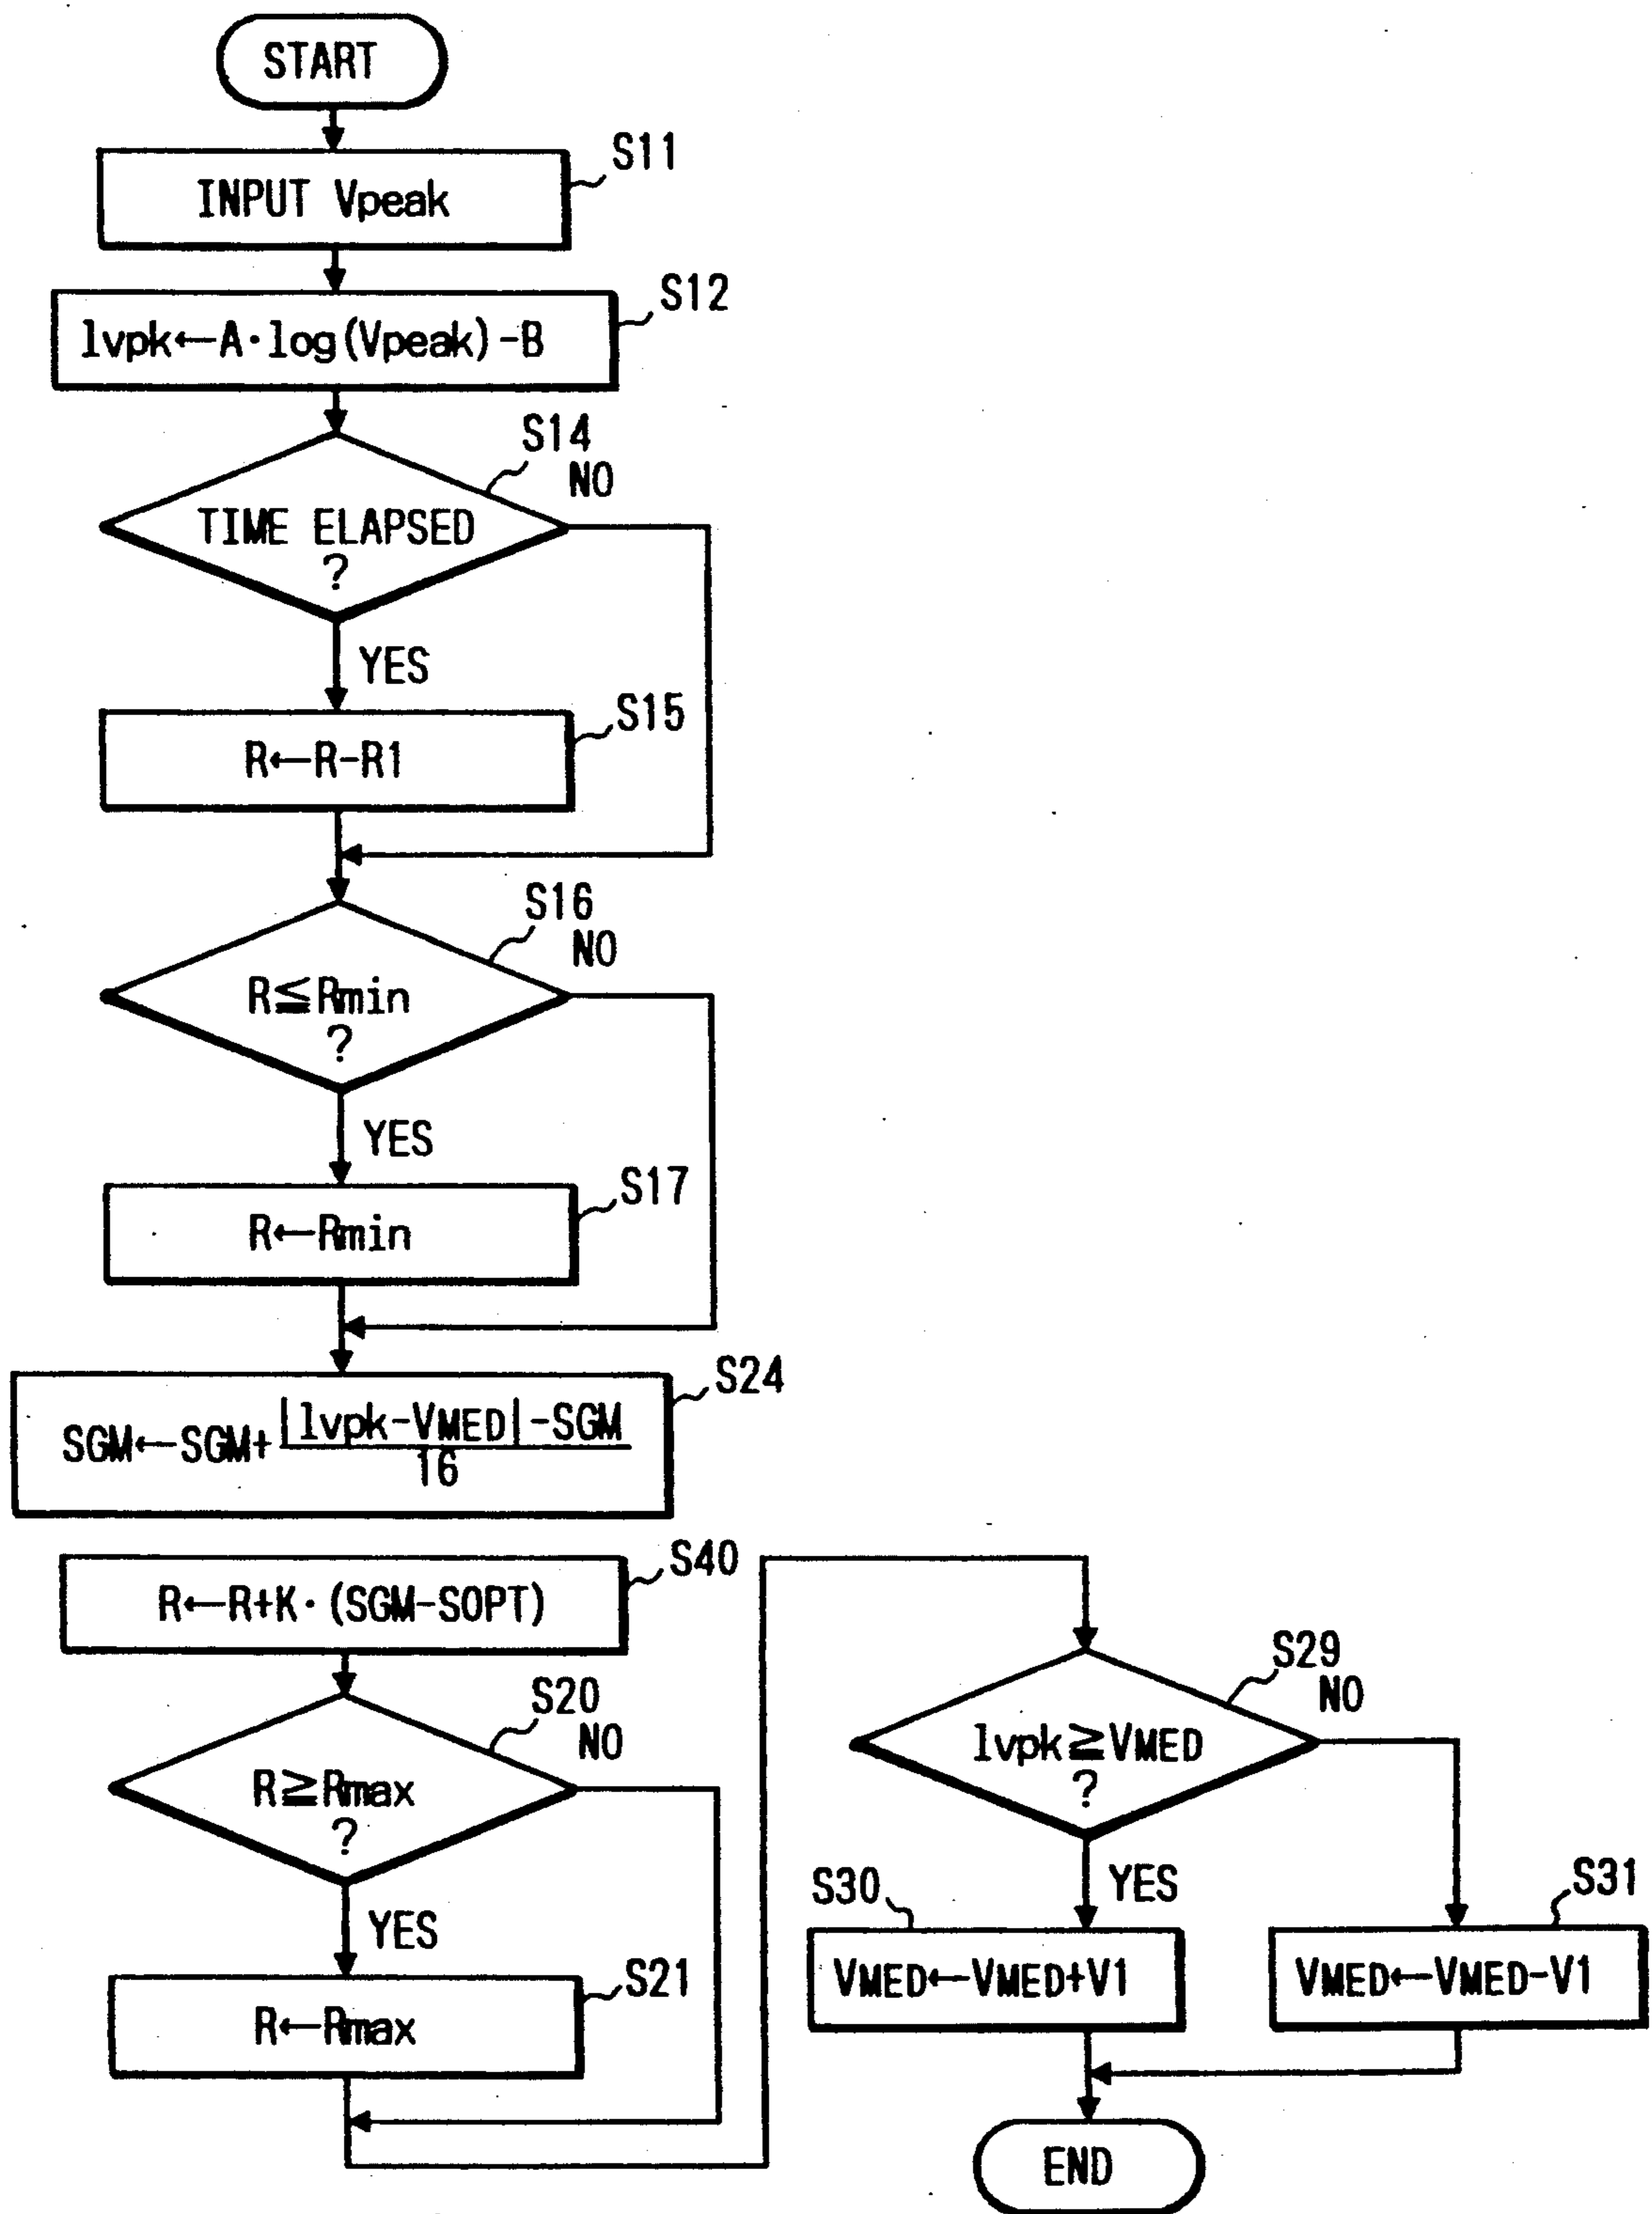 START
S11
INPUT Vpeak
S12
lvpk←A·log(Vpeak)-B
S14
NO
TIME ELAPSED
?
YES
S15
R←R-R1
S16
NO
R≦Rmin
?
YES
S17
R←Rmin
S24
SGM←SGM+|lvpk-VMED|-SGM
16
S40
R←R+K·(SGM-SOPT)
S20
NO
R≧Rmax
?
YES
S21
R←Rmax
S29
NO
lvpk≧VMED
?
YES
S30
VMED←VMED+V1
S31
VMED←VMED-V1
END